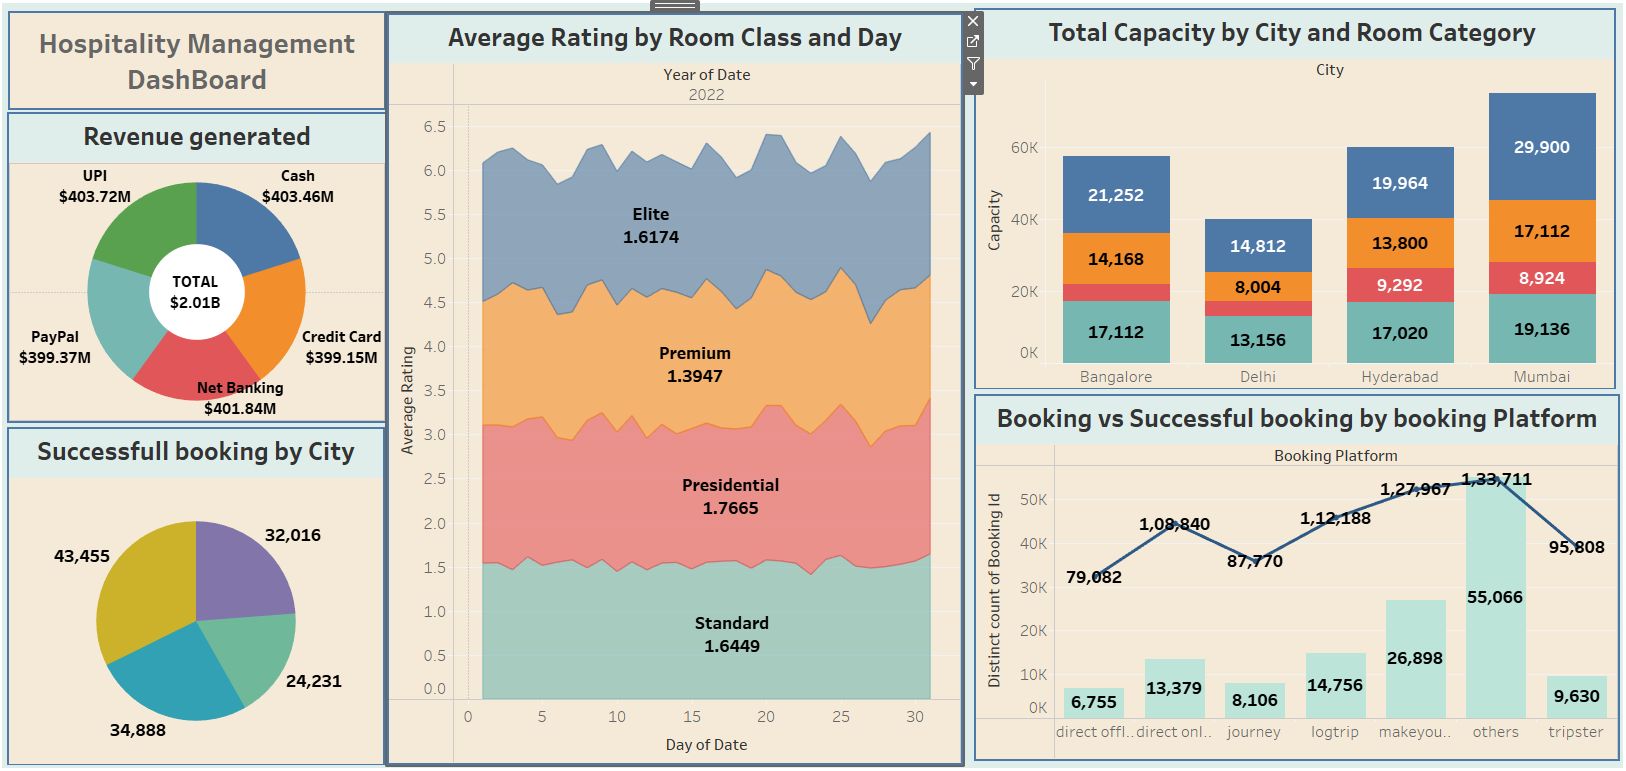 Hospitality Management
DashBoard
Revenue generated
UPI
$403.72M
Cash
$403.46M
TOTAL
$2.01B
PayPal
$399.37M
Credit Card
$399.15M
Net Banking
$401.84M
Successfull booking by City
32,016
43,455
24,231
34,888
Average Rating by Room Class and Day
Year of Date
2022
Average Rating
6.5
6.0
5.5
5.0
4.5
4.0
3.5
3.0
2.5
2.0
1.5
1.0
0.5
0.0
Elite
1.6174
Premium
1.3947
Presidential
1.7665
Standard
1.6449
0 5 10 15 20 25 30
Day of Date
Total Capacity by City and Room Category
City
Capacity
60K
40K
20K
0K
21,252
14,168
17,112
14,812
8,004
13,156
19,964
13,800
9,292
17,020
29,900
17,112
8,924
19,136
Bangalore Delhi Hyderabad Mumbai
Booking vs Successful booking by booking Platform
Booking Platform
Distinct count of Booking Id
50K
40K
30K
20K
10K
0K
79,082
1,08,840
87,770
1,12,188
1,27,967
1,33,711
95,808
6,755
13,379
8,106
14,756
26,898
55,066
9,630
direct offl.. direct onl.. journey logtrip makeyou.. others tripster